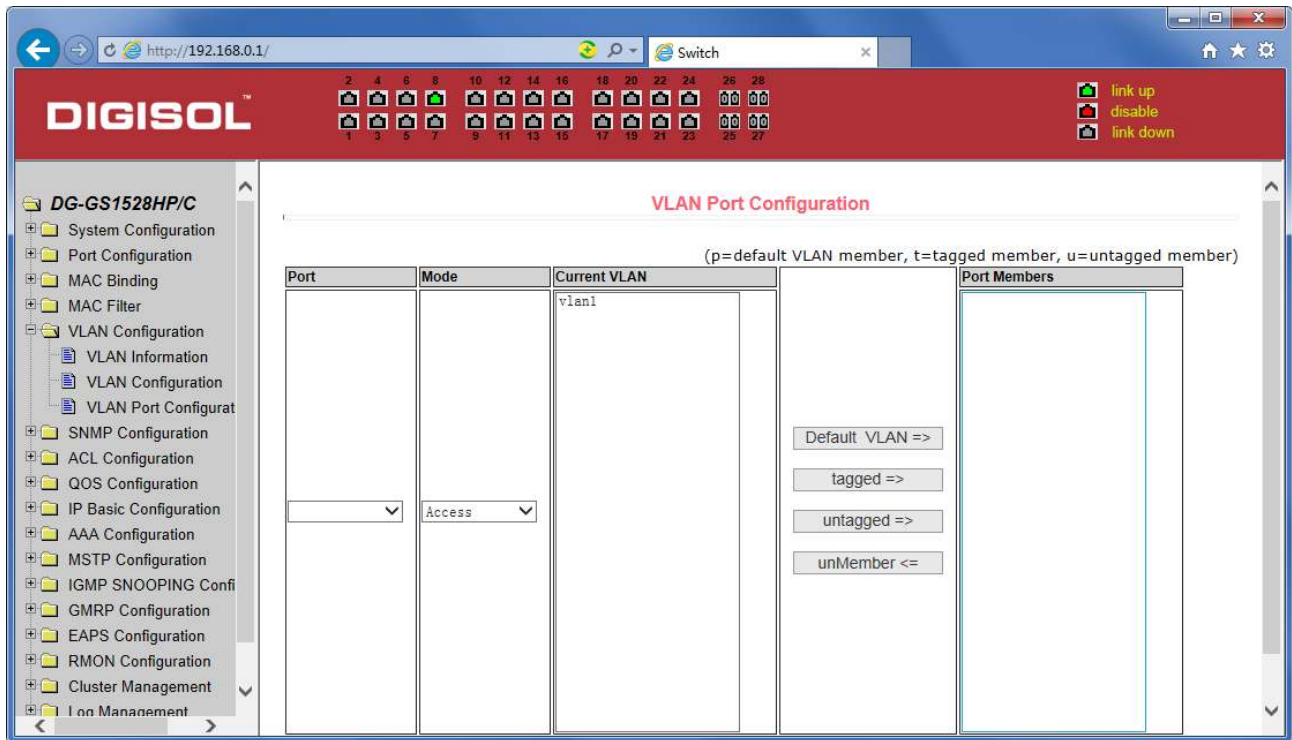 http://192.168.0.1/
Switch
DIGISOL™
2 4 6 8 10 12 14 16 18 20 22 24 26 28
1 3 5 7 9 11 13 15 17 19 21 23 25 27
link up
disable
link down
DG-GS1528HP/C
System Configuration
Port Configuration
MAC Binding
MAC Filter
VLAN Configuration
VLAN Information
VLAN Configuration
VLAN Port Configurat
SNMP Configuration
ACL Configuration
QOS Configuration
IP Basic Configuration
AAA Configuration
MSTP Configuration
IGMP SNOOPING Confi
GMRP Configuration
EAPS Configuration
RMON Configuration
Cluster Management
Log Management
VLAN Port Configuration
(p=default VLAN member, t=tagged member, u=untagged member)
Port Mode Current VLAN Port Members
vlan1
Default VLAN =>
tagged =>
Access
untagged =>
unMember <=